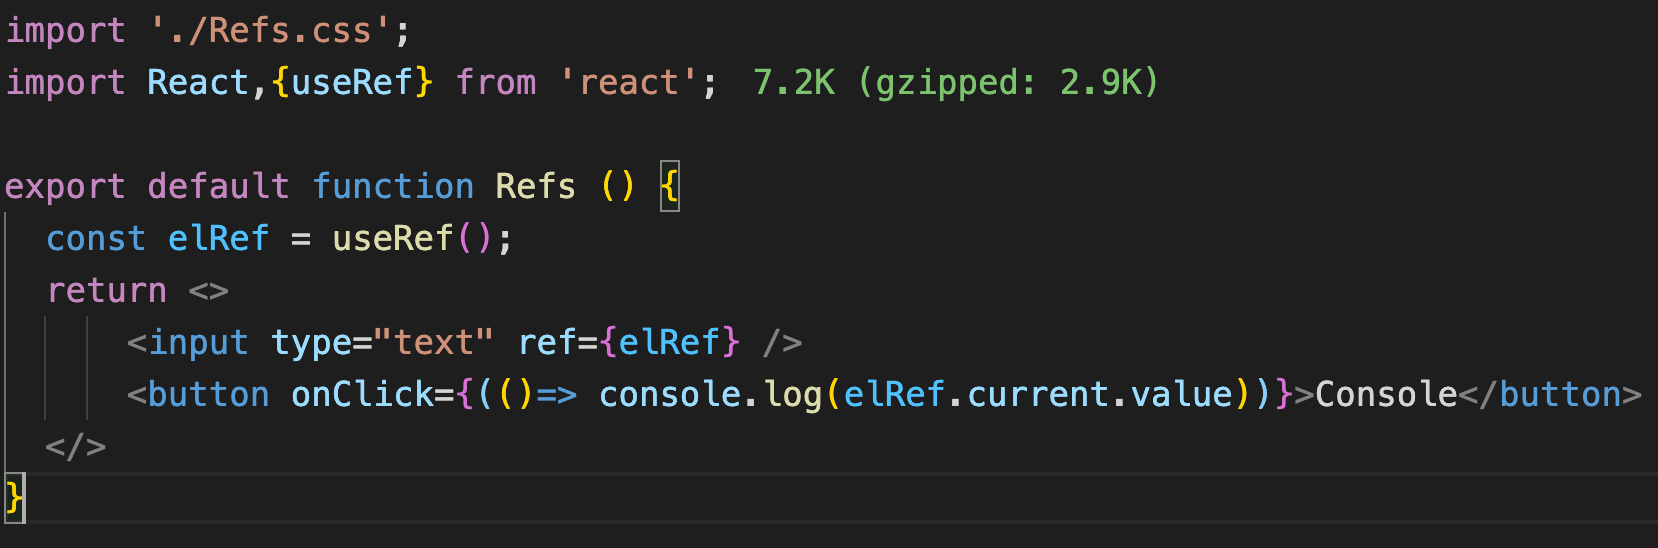 import './Refs.css';
import React,{useRef} from 'react';  7.2K (gzipped: 2.9K)

export default function Refs () {
  const elRef = useRef();
  return <>
      <input type="text" ref={elRef} />
      <button onClick={(()=> console.log(elRef.current.value))}>Console</button>
  </>
}